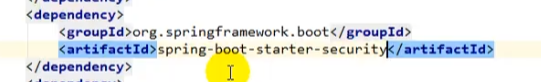 <dependency>
<groupId>org.springframework.boot</groupId>
<artifactId>spring-boot-starter-security</artifactId>
</dependency>